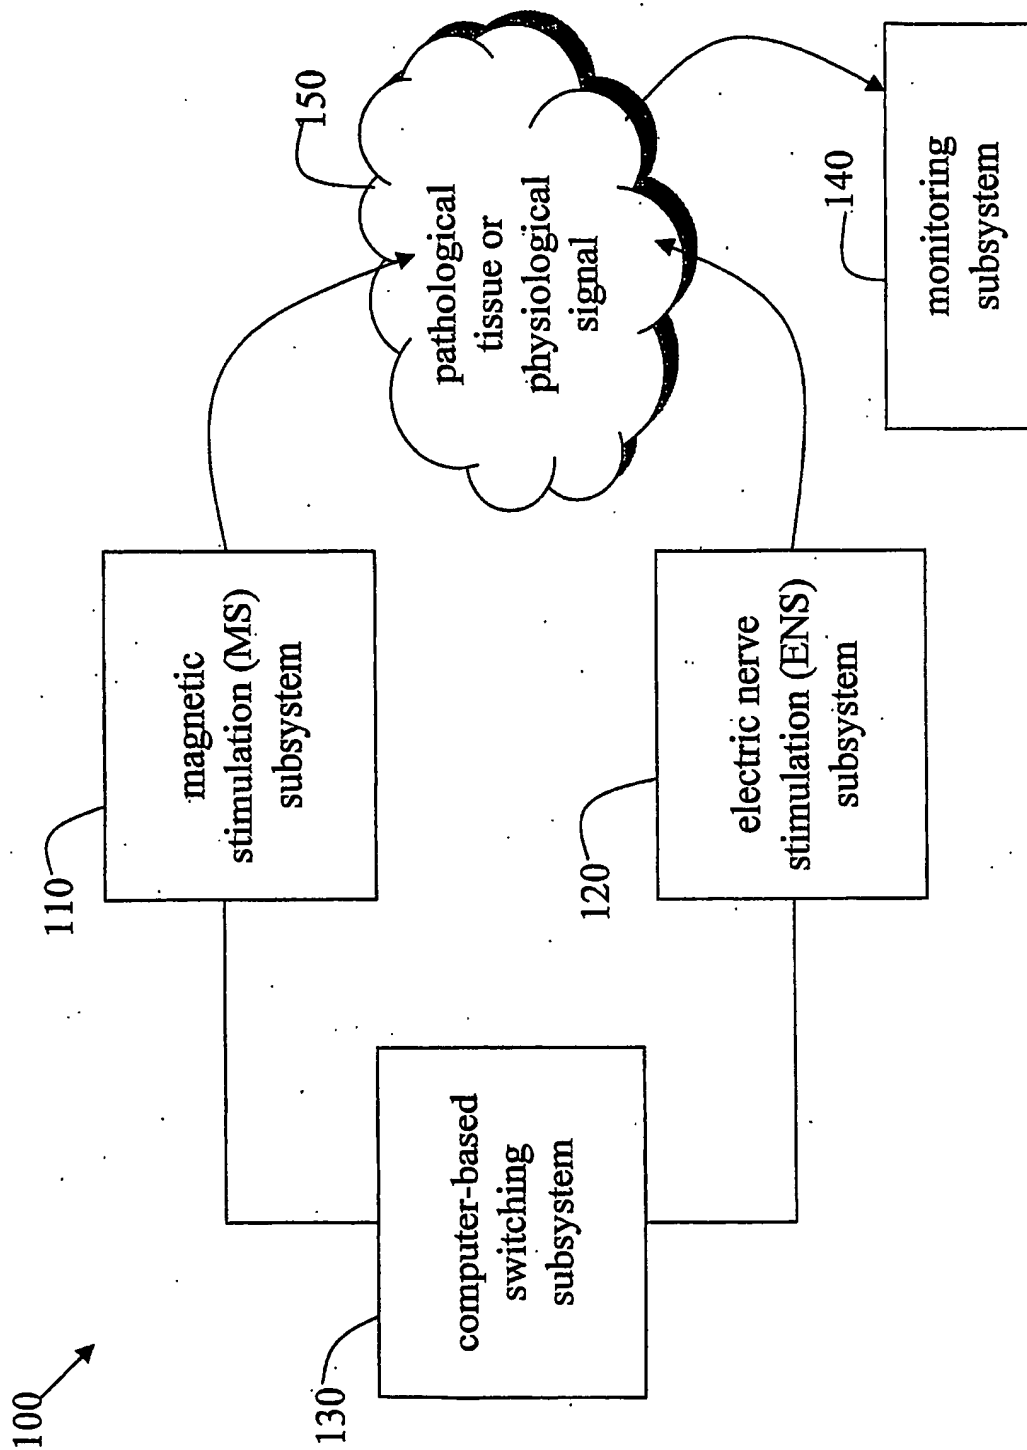 100
110
magnetic
stimulation (MS)
subsystem
150
pathological
tissue or
physiological
signal
130
computer-based
switching
subsystem
120
electric nerve
stimulation (ENS)
subsystem
140
monitoring
subsystem